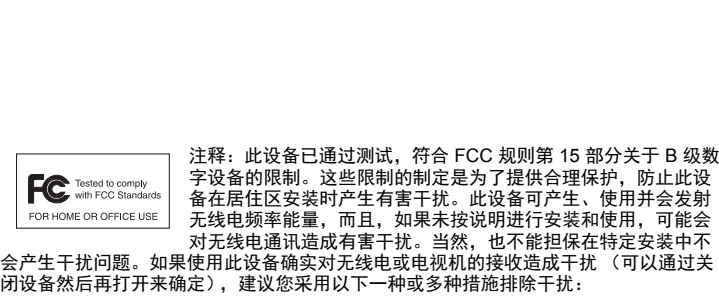 FC Tested to comply
with FCC Standards
FOR HOME OR OFFICE USE
注释：此设备已通过测试，符合 FCC 规则第 15 部分关于 B 级数
字设备的限制。这些限制的制定是为了提供合理保护，防止此设
备在居住区安装时产生有害干扰。此设备可产生、使用并会发射
无线电频率能量，而且，如果未按说明进行安装和使用，可能会
对无线电通讯造成有害干扰。当然，也不能担保在特定安装中不
会产生干扰问题。如果使用此设备确实对无线电或电视机的接收造成干扰 （可以通过关
闭设备然后再打开来确定），建议您采用以下一种或多种措施排除干扰：